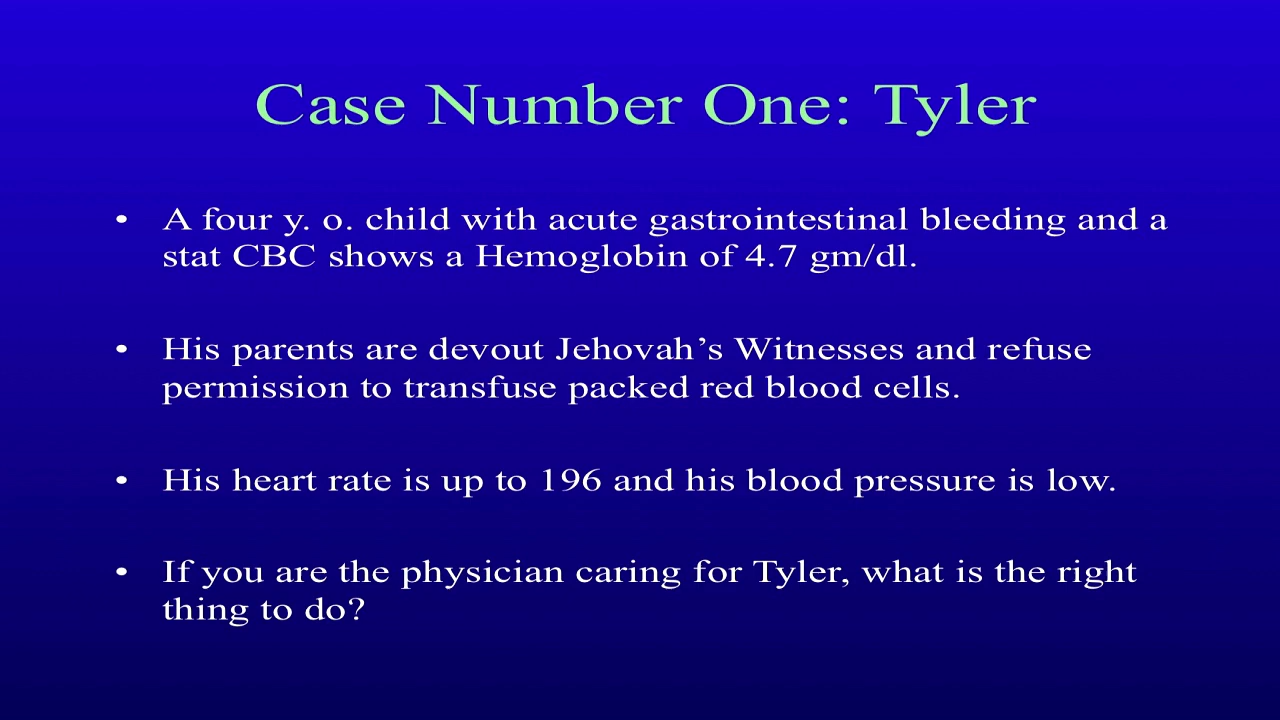 Case Number One: Tyler
• A four y. o. child with acute gastrointestinal bleeding and a
stat CBC shows a Hemoglobin of 4.7 gm/dl.
• His parents are devout Jehovah’s Witnesses and refuse
permission to transfuse packed red blood cells.
• His heart rate is up to 196 and his blood pressure is low.
• If you are the physician caring for Tyler, what is the right
thing to do?